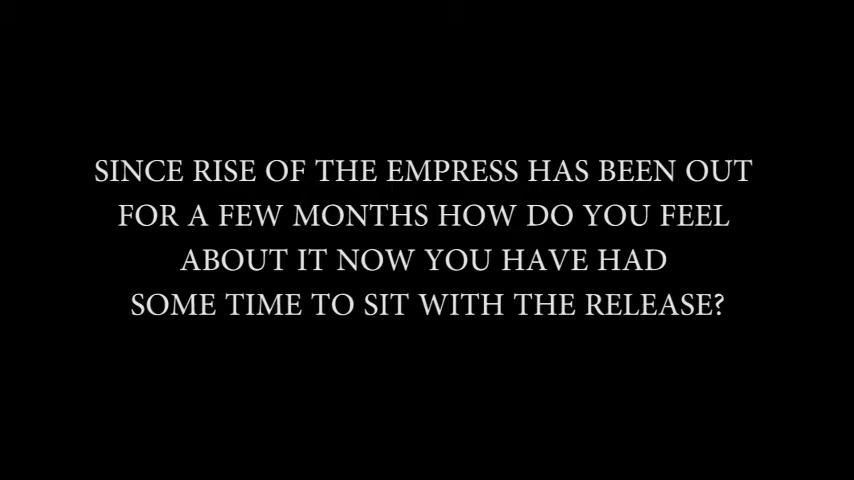 SINCE RISE OF THE EMPRESS HAS BEEN OUT
FOR A FEW MONTHS HOW DO YOU FEEL
ABOUT IT NOW YOU HAVE HAD
SOME TIME TO SIT WITH THE RELEASE?